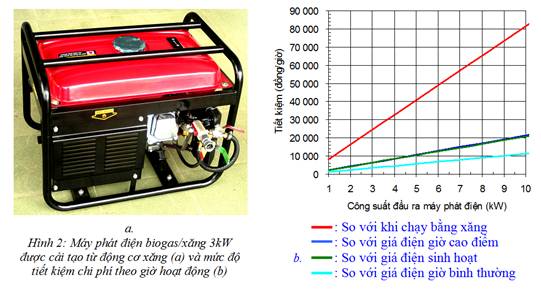 a.
Hình 2: Máy phát điện biogas/xăng 3kW
được cải tạo từ động cơ xăng (a) và mức độ
tiết kiệm chi phí theo giờ hoạt động (b)
Tiết kiệm (đồng/giờ)
90 000
80 000
70 000
60 000
50 000
40 000
30 000
20 000
10 000
0
1 2 3 4 5 6 7 8 9 10
Công suất đầu ra máy phát điện (kW)
: So với khi chạy bằng xăng
: So với giá điện giờ cao điểm
b. : So với giá điện sinh hoạt
: So với giá điện giờ bình thường